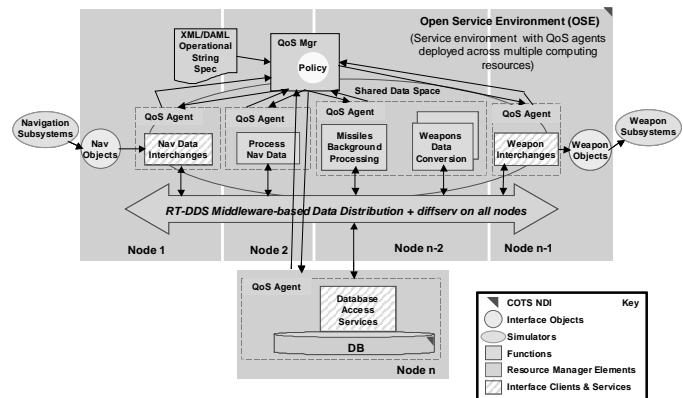 Open Service Environment (OSE)
(Service environment with QoS agents
deployed across multiple computing
resources)
XML/DAML
Operational
String
Spec
QoS Mgr
Policy
Shared Data Space
Navigation
Subsystems
Nav
Objects
QoS Agent
Nav Data
Interchanges
QoS Agent
Process
Nav Data
QoS Agent
Missiles
Background
Processing
Weapons
Data
Conversion
QoS Agent
Weapon
Interchanges
Weapon
Objects
Weapon
Subsystems
RT-DDS Middleware-based Data Distribution + diffserv on all nodes
Node 1
Node 2
Node n-2
Node n-1
QoS Agent
Database
Access
Services
DB
Node n
COTS NDI Key
Interface Objects
Simulators
Functions
Resource Manager Elements
Interface Clients & Services